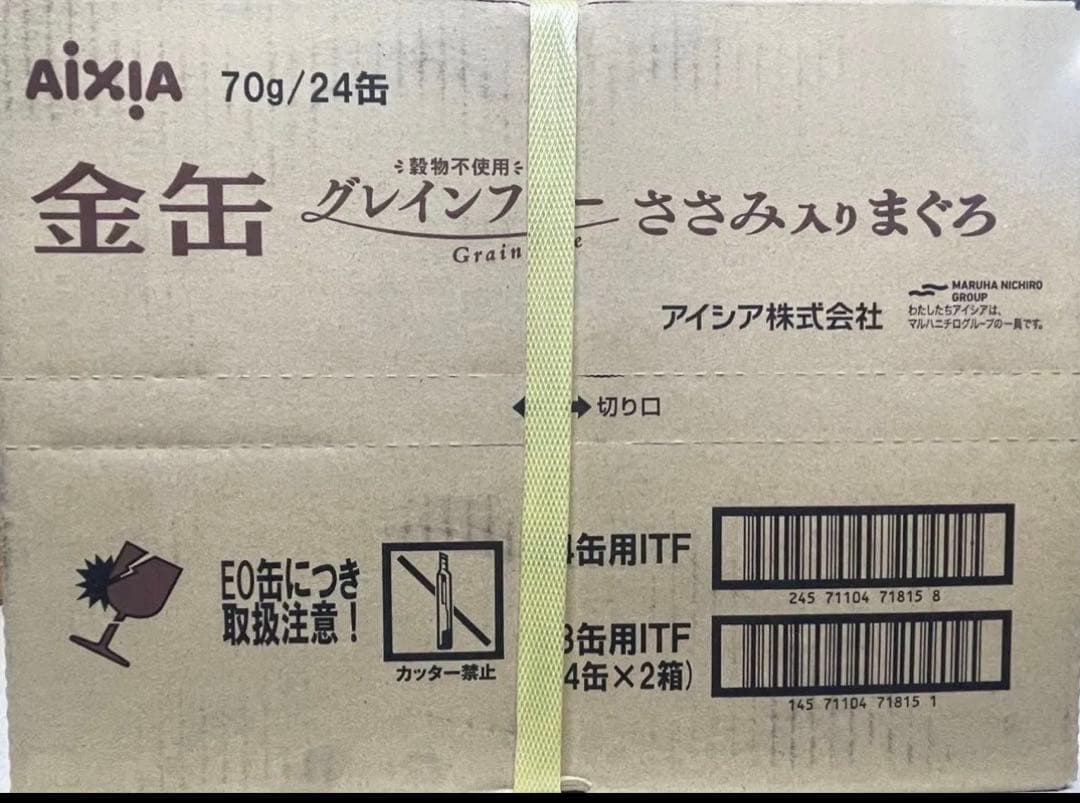 AIXIA 70g/24缶
穀物不使用
金缶 グレインフ ー ささみ入りまぐろ
Grain e
アイシア株式会社
MARUHA NICHIRO
GROUP
わたしたちアイシアは、
マルハニチログループの一員です。
切り口
EO缶につき
取扱注意!
カッター禁止
4缶用ITF
245 71104 71815 8
8缶用ITF
4缶×2箱)
145 71104 71815 1